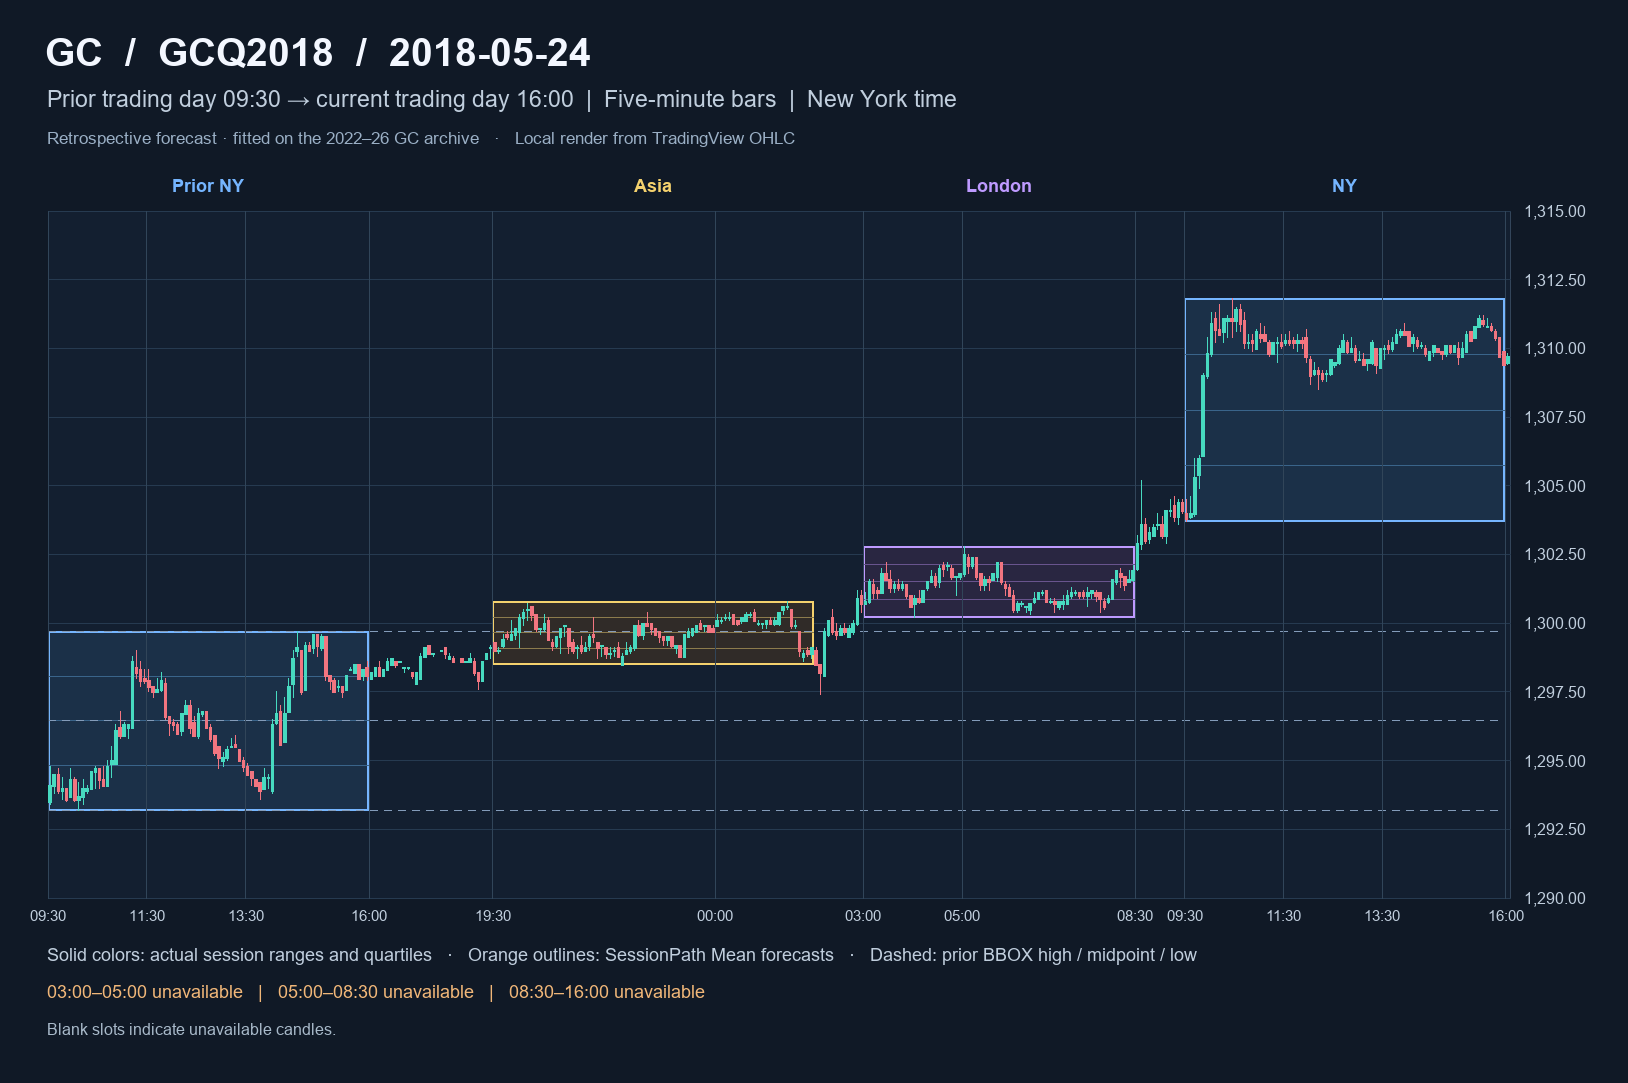 GC / GCQ2018 / 2018-05-24
Prior trading day 09:30 → current trading day 16:00 | Five-minute bars | New York time
Retrospective forecast · fitted on the 2022–26 GC archive · Local render from TradingView OHLC
Prior NY Asia London NY
1,315.00
1,312.50
1,310.00
1,307.50
1,305.00
1,302.50
1,300.00
1,297.50
1,295.00
1,292.50
1,290.00
09:30 11:30 13:30 16:00 19:30 00:00 03:00 05:00 08:30 09:30 11:30 13:30 16:00
Solid colors: actual session ranges and quartiles · Orange outlines: SessionPath Mean forecasts · Dashed: prior BBOX high / midpoint / low
03:00–05:00 unavailable | 05:00–08:30 unavailable | 08:30–16:00 unavailable
Blank slots indicate unavailable candles.